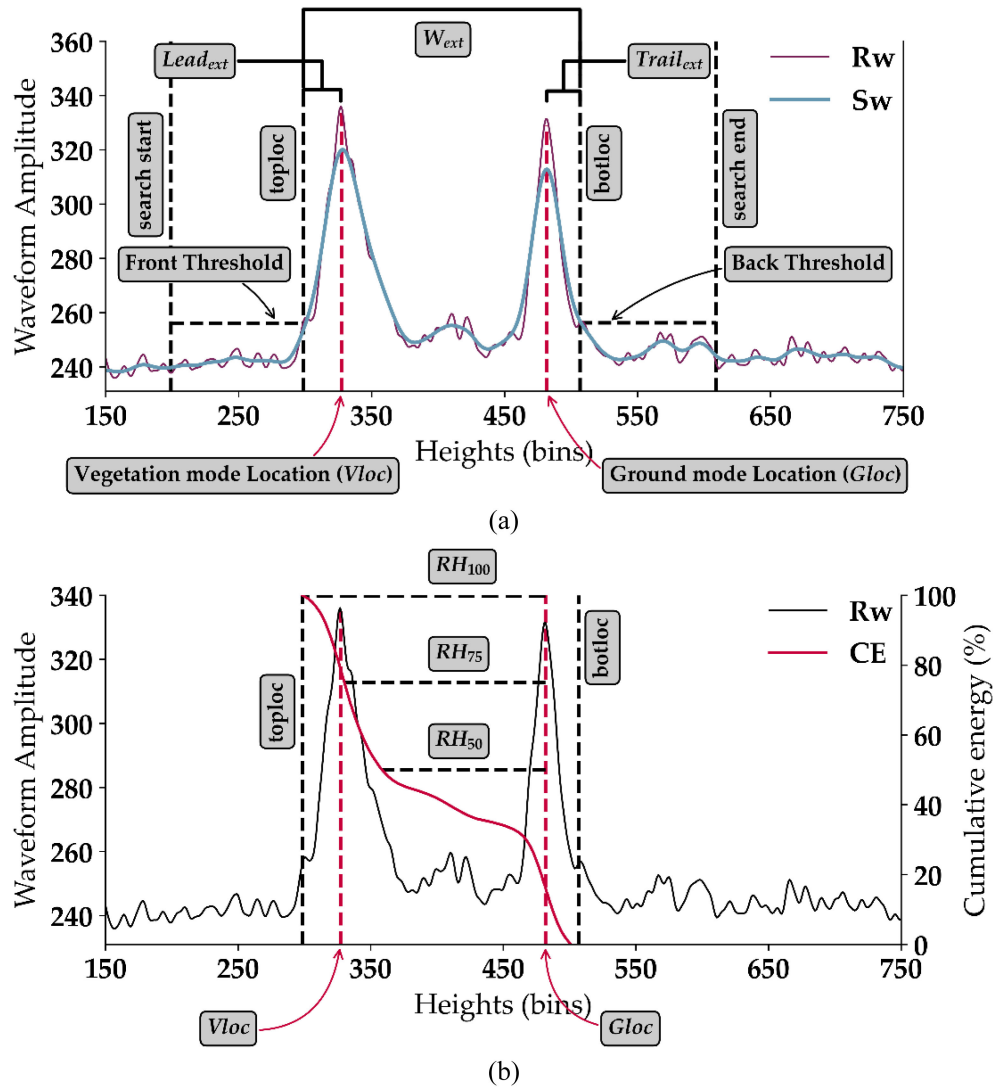 W_ext
Lead_ext
Trail_ext
Rw
Sw
360
340
320
300
280
260
240
Waveform Amplitude
search start
toploc
botloc
search end
Front Threshold
Back Threshold
150
250
350
450
550
650
750
Heights (bins)
Vegetation mode Location (Vloc)
Ground mode Location (Gloc)
(a)
RH_100
RH_75
RH_50
Rw
CE
340
320
300
280
260
240
Waveform Amplitude
toploc
botloc
100
80
60
40
20
0
Cumulative energy (%)
150
250
350
450
550
650
750
Heights (bins)
Vloc
Gloc
(b)